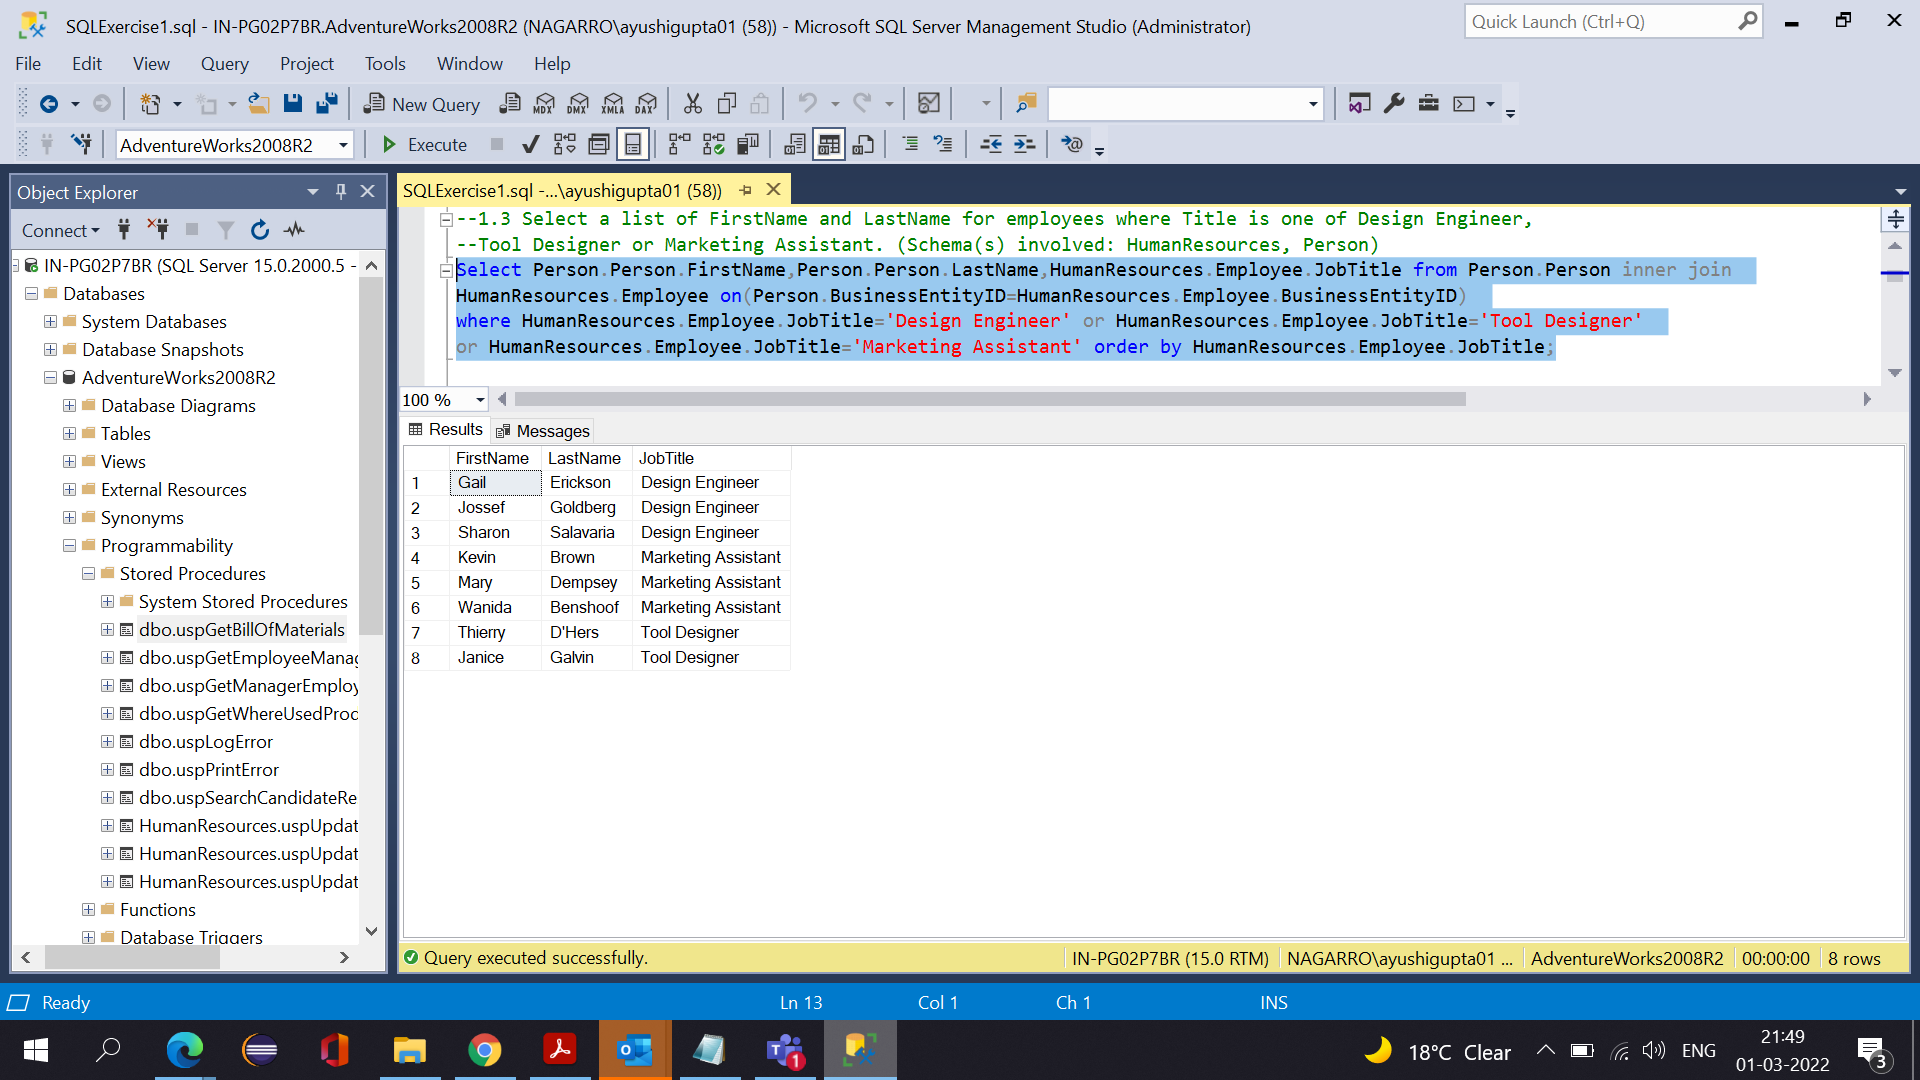 SQLExercise1.sql - IN-PG02P7BR.AdventureWorks2008R2 (NAGARRO\ayushigupta01 (58)) - Microsoft SQL Server Management Studio (Administrator)
Quick Launch (Ctrl+Q)
File Edit View Query Project Tools Window Help
New Query MDX DMX XMLA DAX
AdventureWorks2008R2 Execute
Object Explorer
Connect
IN-PG02P7BR (SQL Server 15.0.2000.5 -
Databases
System Databases
Database Snapshots
AdventureWorks2008R2
Database Diagrams
Tables
Views
External Resources
Synonyms
Programmability
Stored Procedures
System Stored Procedures
dbo.uspGetBillOfMaterials
dbo.uspGetEmployeeManag
dbo.uspGetManagerEmploy
dbo.uspGetWhereUsedProd
dbo.uspLogError
dbo.uspPrintError
dbo.uspSearchCandidateRe
HumanResources.uspUpdat
HumanResources.uspUpdat
HumanResources.uspUpdat
Functions
Database Triggers
SQLExercise1.sql -...\ayushigupta01 (58))
--1.3 Select a list of FirstName and LastName for employees where Title is one of Design Engineer,
--Tool Designer or Marketing Assistant. (Schema(s) involved: HumanResources, Person)
Select Person.Person.FirstName,Person.Person.LastName,HumanResources.Employee.JobTitle from Person.Person inner join
HumanResources.Employee on(Person.BusinessEntityID=HumanResources.Employee.BusinessEntityID)
where HumanResources.Employee.JobTitle='Design Engineer' or HumanResources.Employee.JobTitle='Tool Designer'
or HumanResources.Employee.JobTitle='Marketing Assistant' order by HumanResources.Employee.JobTitle;
100 %
Results Messages
FirstName LastName JobTitle
1 Gail Erickson Design Engineer
2 Jossef Goldberg Design Engineer
3 Sharon Salavaria Design Engineer
4 Kevin Brown Marketing Assistant
5 Mary Dempsey Marketing Assistant
6 Wanida Benshoof Marketing Assistant
7 Thierry D'Hers Tool Designer
8 Janice Galvin Tool Designer
Query executed successfully. IN-PG02P7BR (15.0 RTM) NAGARRO\ayushigupta01 ... AdventureWorks2008R2 00:00:00 8 rows
Ready Ln 13 Col 1 Ch 1 INS
1
18°C Clear ENG 21:49
01-03-2022
3